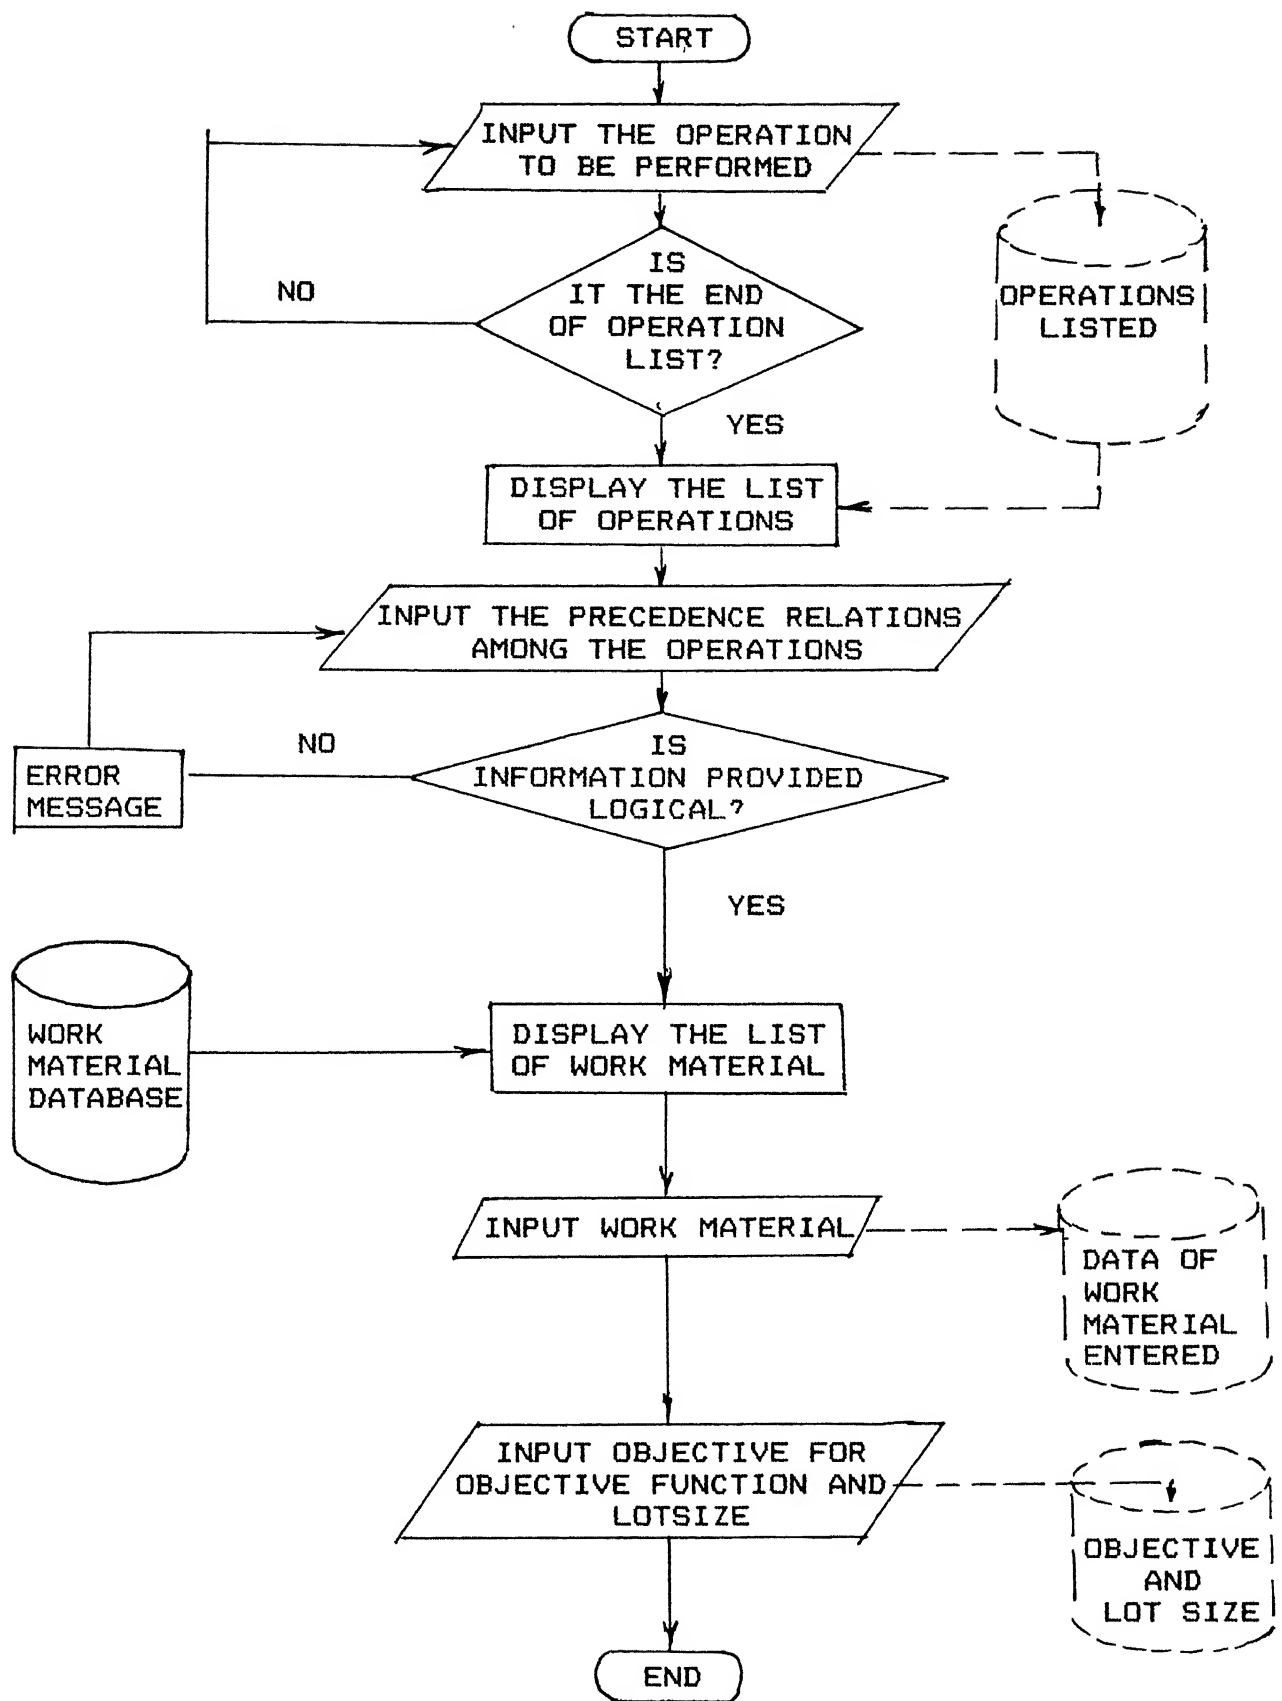 START
INPUT THE OPERATION
TO BE PERFORMED
IS
IT THE END
OF OPERATION
LIST?
NO
OPERATIONS
LISTED
YES
DISPLAY THE LIST
OF OPERATIONS
INPUT THE PRECEDENCE RELATIONS
AMONG THE OPERATIONS
NO
IS
INFORMATION PROVIDED
LOGICAL?
ERROR
MESSAGE
YES
WORK
MATERIAL
DATABASE
DISPLAY THE LIST
OF WORK MATERIAL
INPUT WORK MATERIAL
DATA OF
WORK
MATERIAL
ENTERED
INPUT OBJECTIVE FOR
OBJECTIVE FUNCTION AND
LOTSIZE
OBJECTIVE
AND
LOT SIZE
END